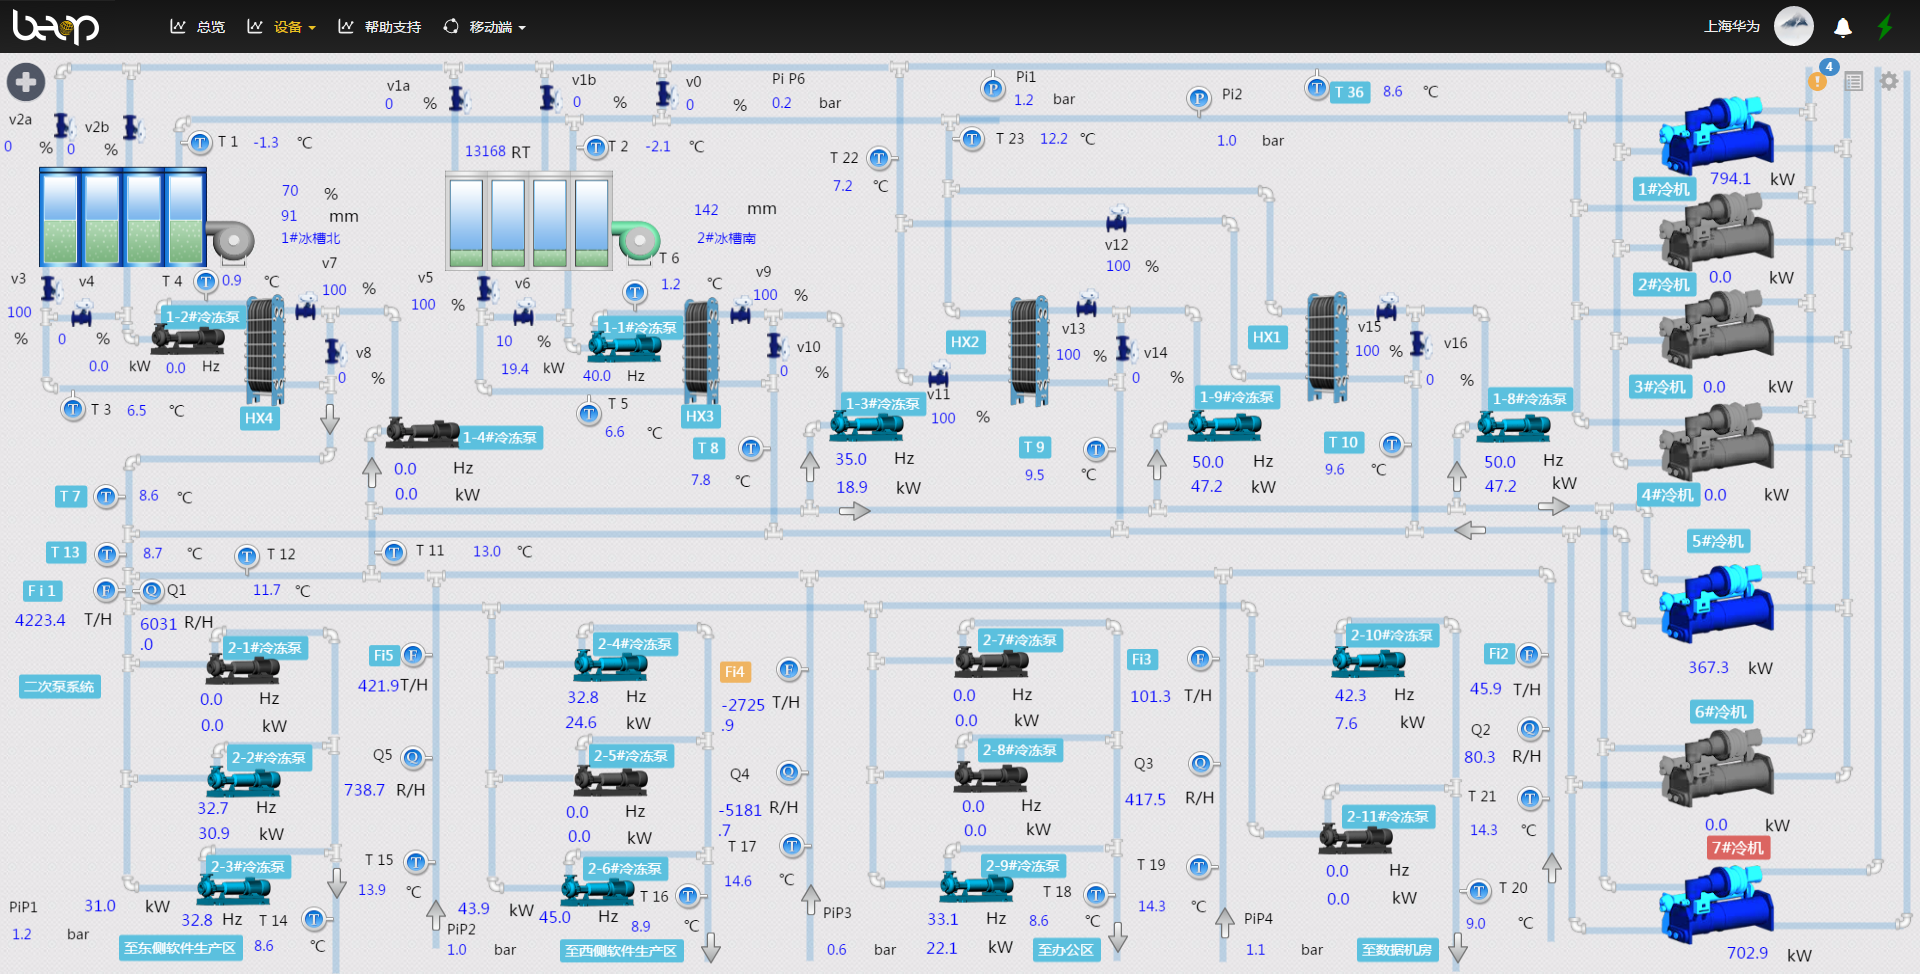 beop
总览
设备
帮助支持
移动端
上海华为
4
v1a
0 %
v1b
0 %
v0
0 %
Pi P6
0.2 bar
Pi1
1.2 bar
Pi2
1.0 bar
T 36
8.6 ℃
v2a
0 %
v2b
0 %
T 1 -1.3 ℃
13168 RT
T 2 -2.1 ℃
T 22
7.2 ℃
T 23 12.2 ℃
70 %
91 mm
1#冰槽北
142 mm
2#冰槽南
1#冷机
794.1 kW
2#冷机
0.0 kW
3#冷机
0.0 kW
4#冷机
0.0 kW
v3
100 %
v4
0 %
T 4 0.9 ℃
v7
100 %
v5
100 %
v6
10 %
T 6
1.2 ℃
v9
100 %
v12
100 %
1-2#冷冻泵
0.0 kW
0.0 Hz
v8
0 %
1-1#冷冻泵
19.4 kW
40.0 Hz
v10
0 %
HX2
v13
100 %
v14
0 %
HX1
v15
100 %
v16
0 %
T 3 6.5 ℃
HX4
T 5
6.6 ℃
HX3
1-4#冷冻泵
0.0 Hz
0.0 kW
T 8
7.8 ℃
1-3#冷冻泵
35.0 Hz
18.9 kW
v11
100 %
T 9
9.5 ℃
1-9#冷冻泵
50.0 Hz
47.2 kW
T 10
9.6 ℃
1-8#冷冻泵
50.0 Hz
47.2 kW
T 7 8.6 ℃
T 13 8.7 ℃
T 12
11.7 ℃
T 11 13.0 ℃
5#冷机
367.3 kW
6#冷机
0.0 kW
7#冷机
702.9 kW
Fi 1
4223.4 T/H
Q1
6031.0 R/H
二次泵系统
2-1#冷冻泵
0.0 Hz
0.0 kW
2-2#冷冻泵
32.7 Hz
30.9 kW
2-3#冷冻泵
31.0 kW
32.8 Hz
PiP1
1.2 bar
T 14
8.6 ℃
至东侧软件生产区
Fi5
421.9 T/H
Q5
738.7 R/H
T 15
13.9 ℃
PiP2
1.0 bar
2-4#冷冻泵
32.8 Hz
24.6 kW
2-5#冷冻泵
0.0 Hz
0.0 kW
2-6#冷冻泵
43.9 kW
45.0 Hz
T 16
8.9 ℃
至西侧软件生产区
Fi4
-2725.9 T/H
Q4
-5181.7 R/H
T 17
14.6 ℃
PiP3
0.6 bar
2-7#冷冻泵
0.0 Hz
0.0 kW
2-8#冷冻泵
0.0 Hz
0.0 kW
2-9#冷冻泵
33.1 Hz
22.1 kW
T 18
8.6 ℃
至办公区
Fi3
101.3 T/H
Q3
417.5 R/H
T 19
14.3 ℃
PiP4
1.1 bar
2-10#冷冻泵
42.3 Hz
7.6 kW
2-11#冷冻泵
0.0 Hz
0.0 kW
至数据机房
Fi2
45.9 T/H
Q2
80.3 R/H
T 21
14.3 ℃
T 20
9.0 ℃